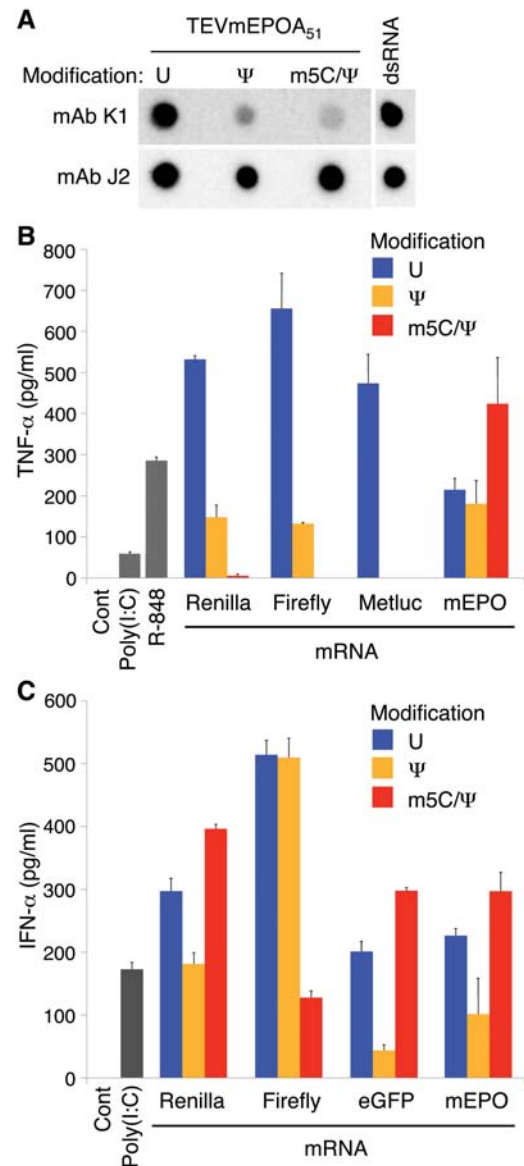 A
TEVmEPOA51
Modification: U Ψ m5C/Ψ dsRNA
mAb K1
mAb J2
B
800
700
600
500
400
300
200
100
0
TNF-α (pg/ml)
Modification
U
Ψ
m5C/Ψ
Cont
Poly(I:C)
R-848
Renilla Firefly Metluc mEPO
mRNA
C
600
500
400
300
200
100
0
IFN-α (pg/ml)
Modification
U
Ψ
m5C/Ψ
Cont
Poly(I:C)
Renilla Firefly eGFP mEPO
mRNA